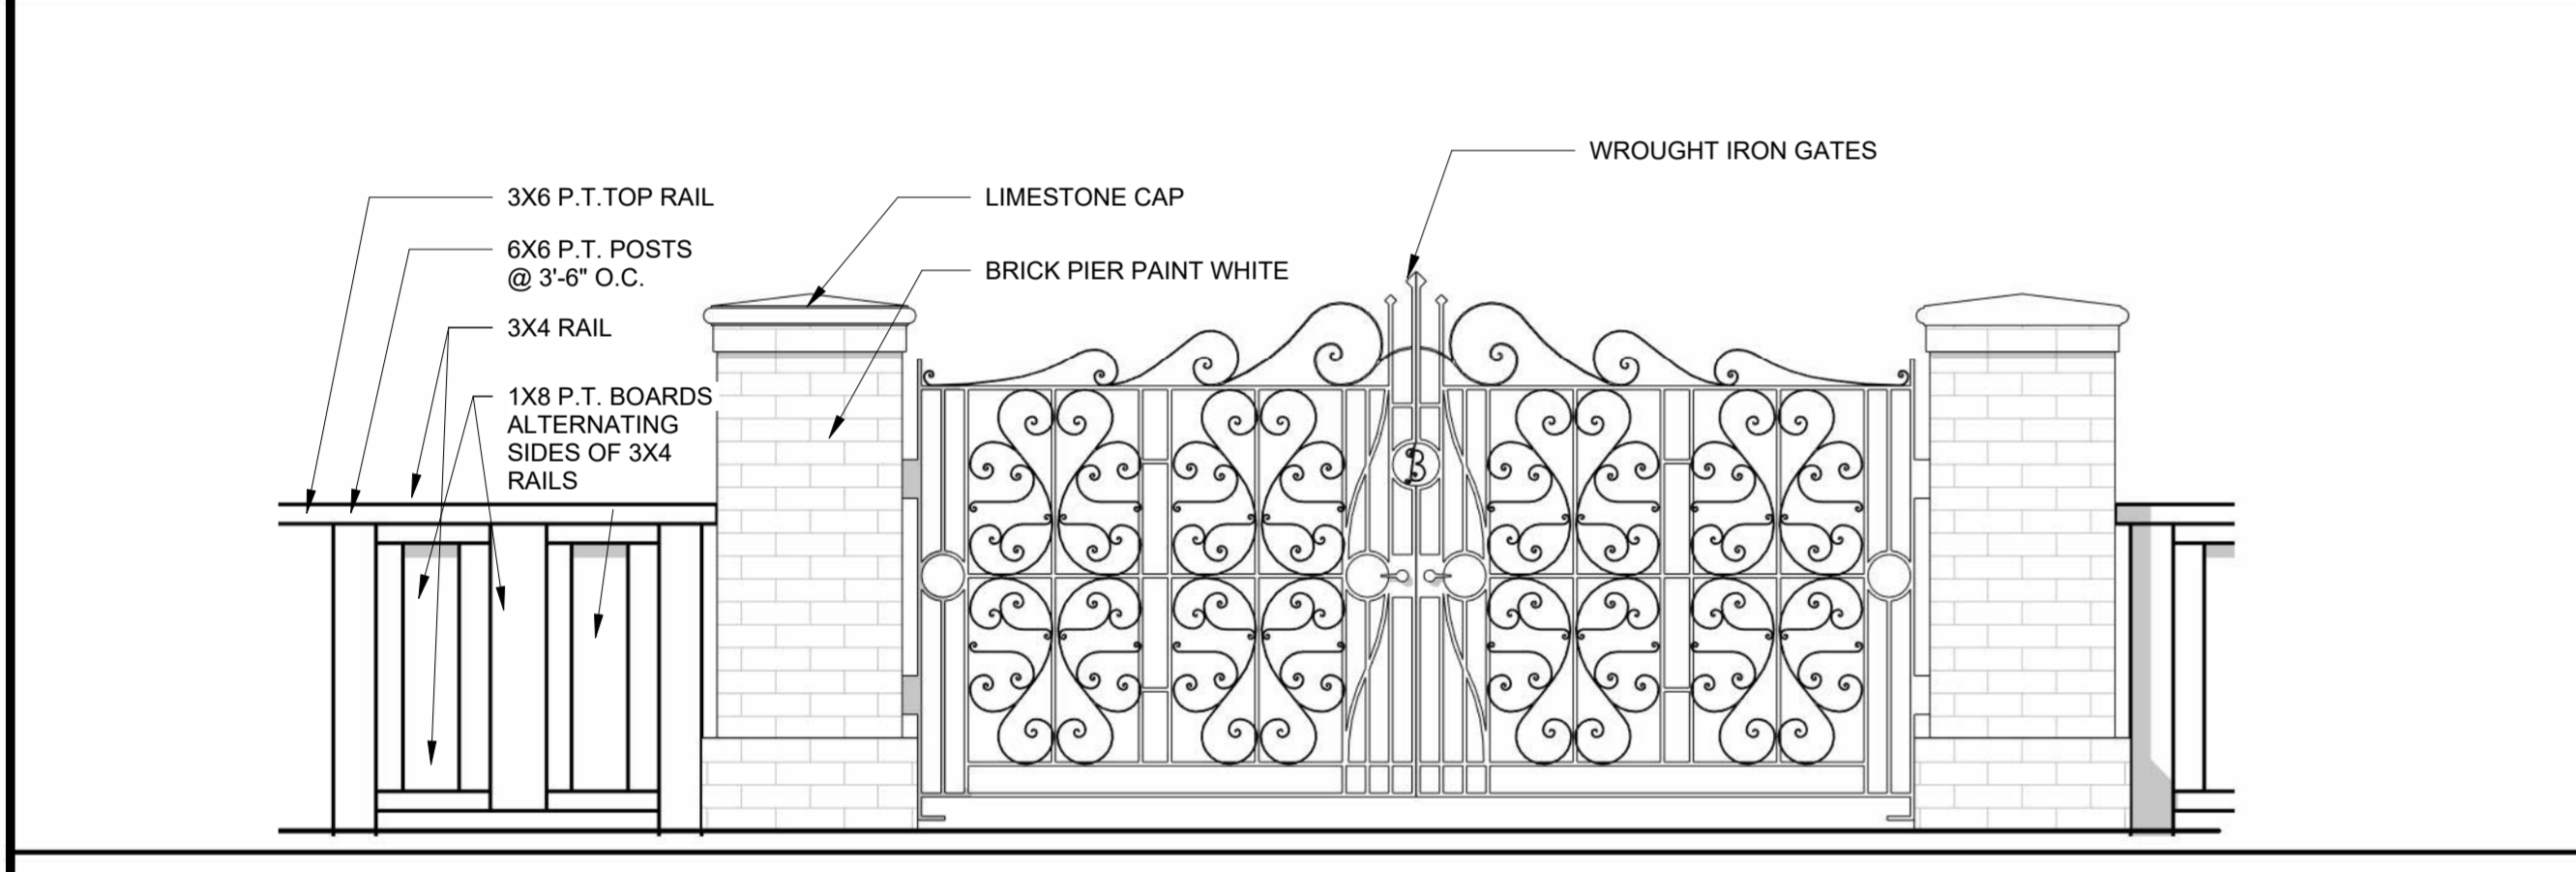 WROUGHT IRON GATES
3X6 P.T.TOP RAIL
LIMESTONE CAP
6X6 P.T. POSTS
@ 3'-6" O.C.
BRICK PIER PAINT WHITE
3X4 RAIL
1X8 P.T. BOARDS
ALTERNATING
SIDES OF 3X4
RAILS
3